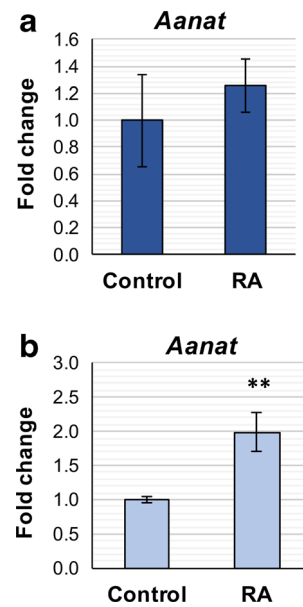 a
Aanat
Fold change
1.6
1.4
1.2
1.0
0.8
0.6
0.4
0.2
0.0
Control RA
b
Aanat
Fold change
3.0
2.5
2.0
1.5
1.0
0.5
0.0
**
Control RA